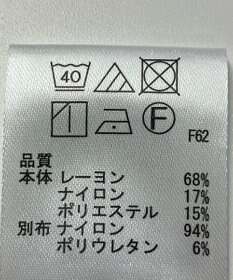 40
F
F62
品質
本体 レーヨン 68%
ナイロン 17%
ポリエステル 15%
別布 ナイロン 94%
ポリウレタン 6%